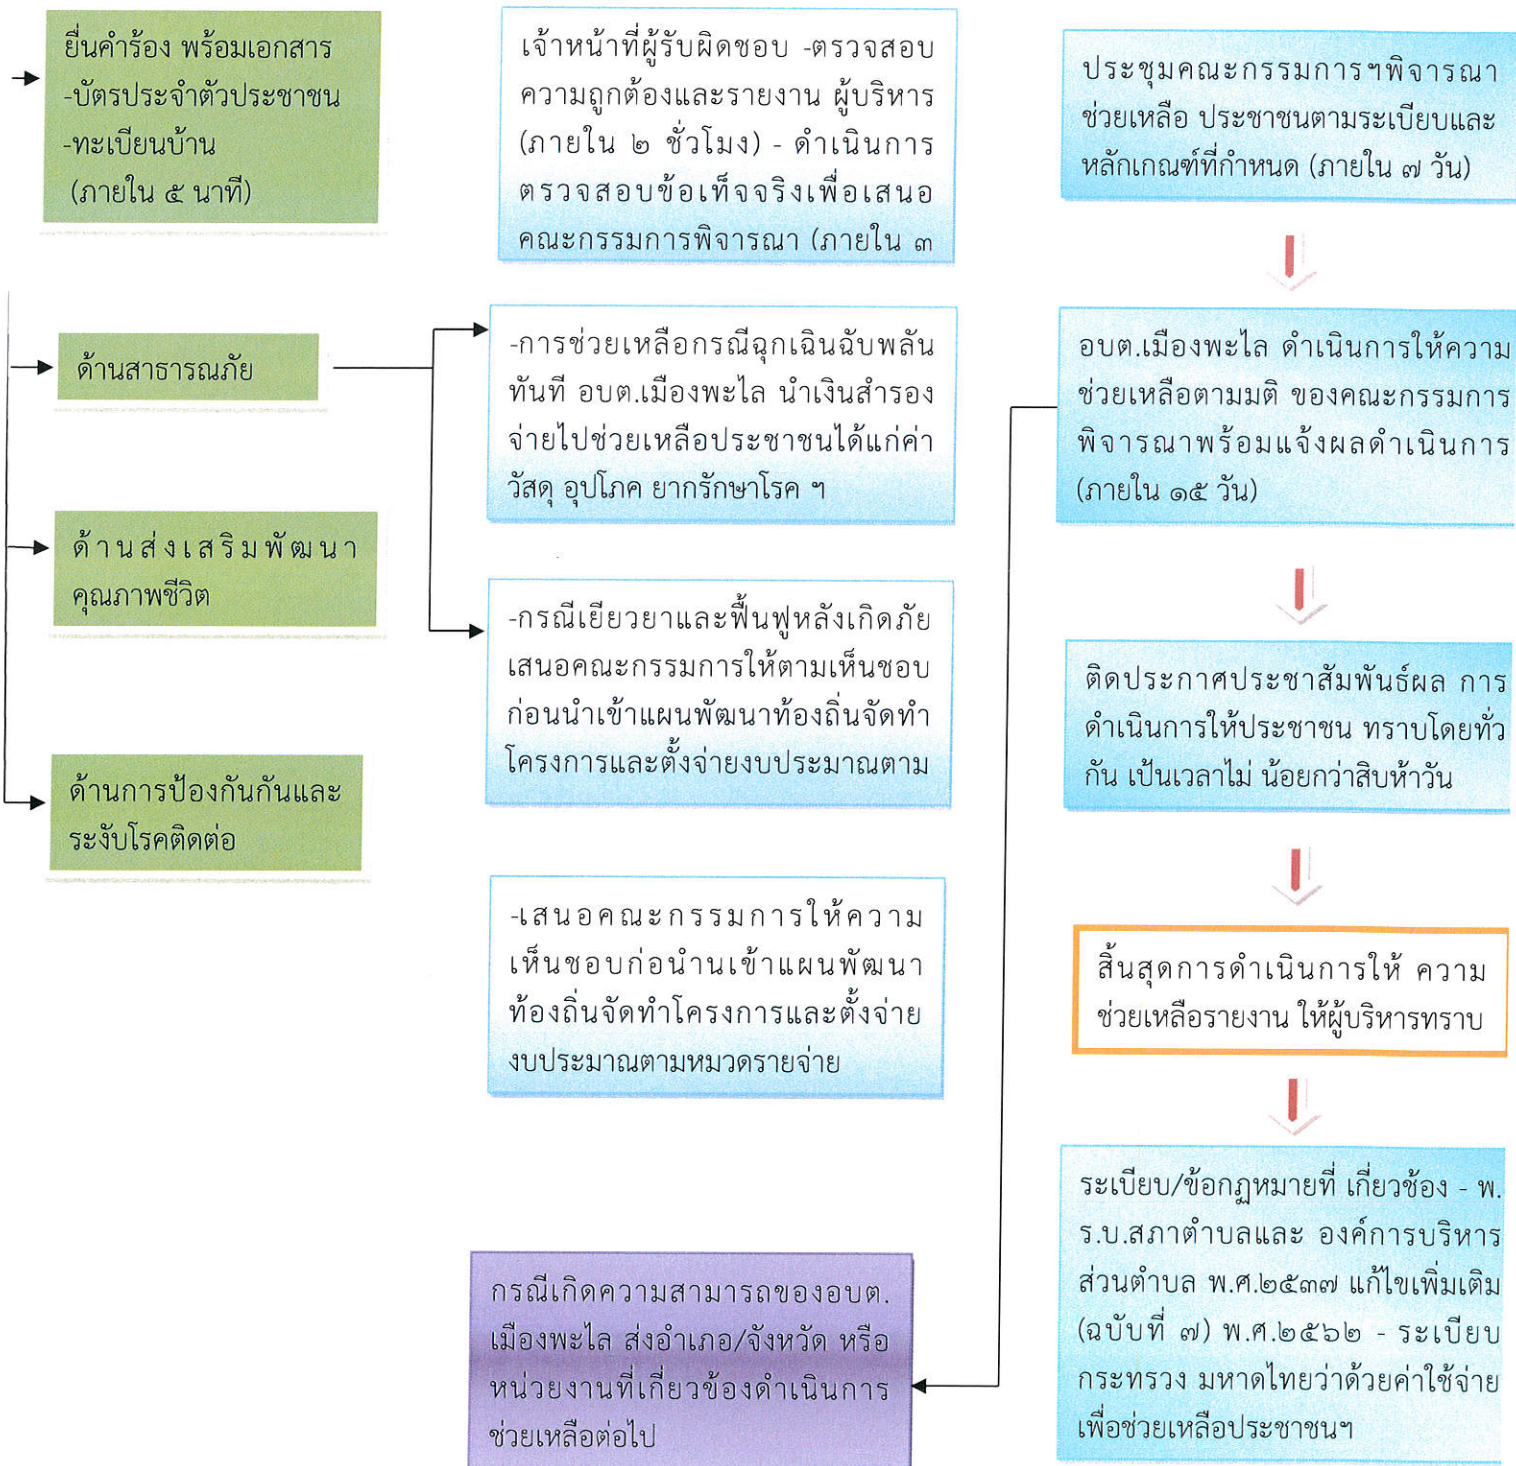 ยื่นคำร้อง พร้อมเอกสาร
-บัตรประจำตัวประชาชน
-ทะเบียนบ้าน
(ภายใน ๕ นาที)
เจ้าหน้าที่ผู้รับผิดชอบ -ตรวจสอบ
ความถูกต้องและรายงาน ผู้บริหาร
(ภายใน ๒ ชั่วโมง) - ดำเนินการ
ตรวจสอบข้อเท็จจริงเพื่อเสนอ
คณะกรรมการพิจารณา (ภายใน ๓
ประชุมคณะกรรมการฯพิจารณา
ช่วยเหลือ ประชาชนตามระเบียบและ
หลักเกณฑ์ที่กำหนด (ภายใน ๗ วัน)
ด้านสาธารณภัย
ด้านส่งเสริมพัฒนา
คุณภาพชีวิต
ด้านการป้องกันกันและ
ระงับโรคติดต่อ
-การช่วยเหลือกรณีฉุกเฉินฉับพลัน
ทันที อบต.เมืองพะไล นำเงินสำรอง
จ่ายไปช่วยเหลือประชาชนได้แก่ค่า
วัสดุ อุปโภค ยากรักษาโรค ฯ
-กรณีเยียวยาและฟื้นฟูหลังเกิดภัย
เสนอคณะกรรมการให้ตามเห็นชอบ
ก่อนนำเข้าแผนพัฒนาท้องถิ่นจัดทำ
โครงการและตั้งจ่ายงบประมาณตาม
-เสนอคณะกรรมการให้ความ
เห็นชอบก่อนำนเข้าแผนพัฒนา
ท้องถิ่นจัดทำโครงการและตั้งจ่าย
งบประมาณตามหมวดรายจ่าย
กรณีเกิดความสามารถของอบต.
เมืองพะไล ส่งอำเภอ/จังหวัด หรือ
หน่วยงานที่เกี่ยวข้องดำเนินการ
ช่วยเหลือต่อไป
อบต.เมืองพะไล ดำเนินการให้ความ
ช่วยเหลือตามมติ ของคณะกรรมการ
พิจารณาพร้อมแจ้งผลดำเนินการ
(ภายใน ๑๕ วัน)
ติดประกาศประชาสัมพันธ์ผล การ
ดำเนินการให้ประชาชน ทราบโดยทั่ว
กัน เป้นเวลาไม่ น้อยกว่าสิบห้าวัน
สิ้นสุดการดำเนินการให้ ความ
ช่วยเหลือรายงาน ให้ผู้บริหารทราบ
ระเบียบ/ข้อกฏหมายที่ เกี่ยวช้อง - พ.
ร.บ.สภาตำบลและ องค์การบริหาร
ส่วนตำบล พ.ศ.๒๕๓๗ แก้ไขเพิ่มเติม
(ฉบับที่ ๗) พ.ศ.๒๕๖๒ - ระเบียบ
กระทรวง มหาดไทยว่าด้วยค่าใช้จ่าย
เพื่อช่วยเหลือประชาชนฯ